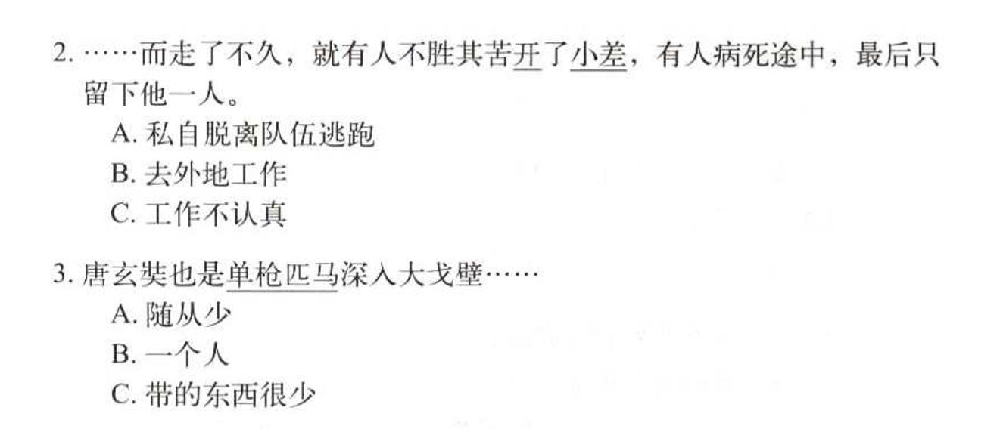 2. ……而走了不久，就有人不胜其苦开了小差，有人病死途中，最后只
留下他一人。
A. 私自脱离队伍逃跑
B. 去外地工作
C. 工作不认真
3. 唐玄奘也是单枪匹马深入大戈壁……
A. 随从少
B. 一个人
C. 带的东西很少